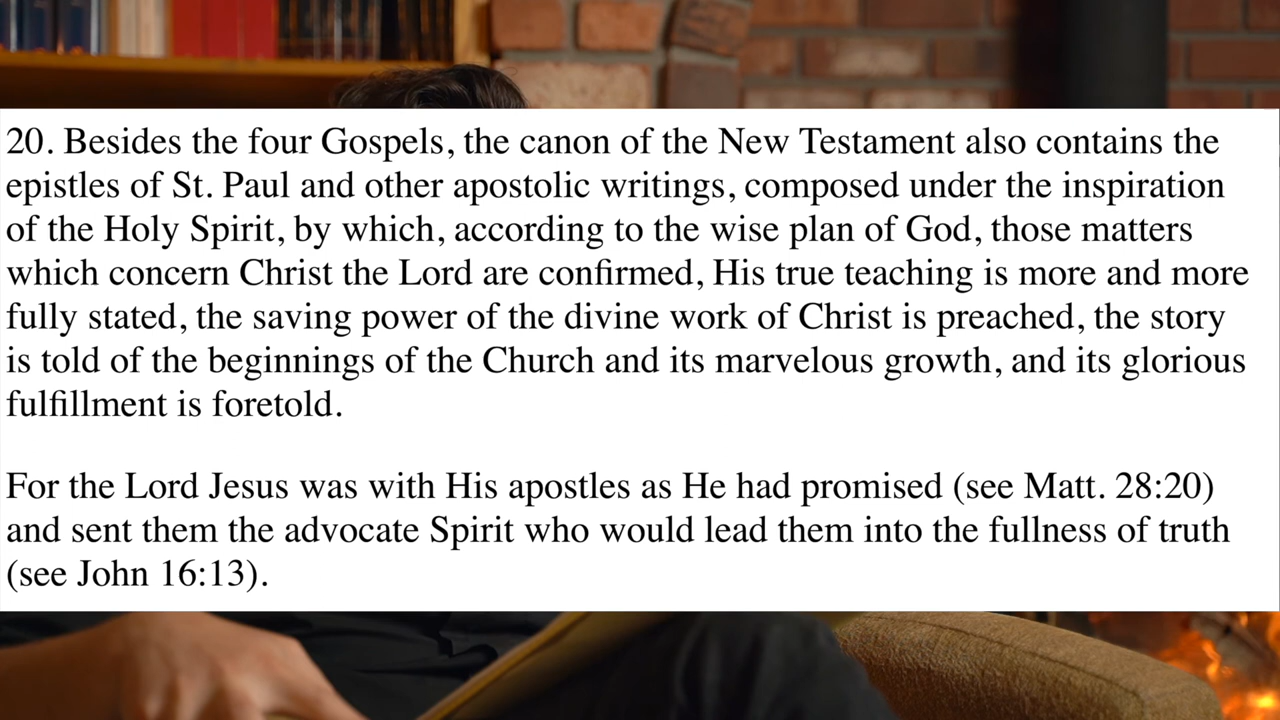 20. Besides the four Gospels, the canon of the New Testament also contains the
epistles of St. Paul and other apostolic writings, composed under the inspiration
of the Holy Spirit, by which, according to the wise plan of God, those matters
which concern Christ the Lord are confirmed, His true teaching is more and more
fully stated, the saving power of the divine work of Christ is preached, the story
is told of the beginnings of the Church and its marvelous growth, and its glorious
fulfillment is foretold.
For the Lord Jesus was with His apostles as He had promised (see Matt. 28:20)
and sent them the advocate Spirit who would lead them into the fullness of truth
(see John 16:13).